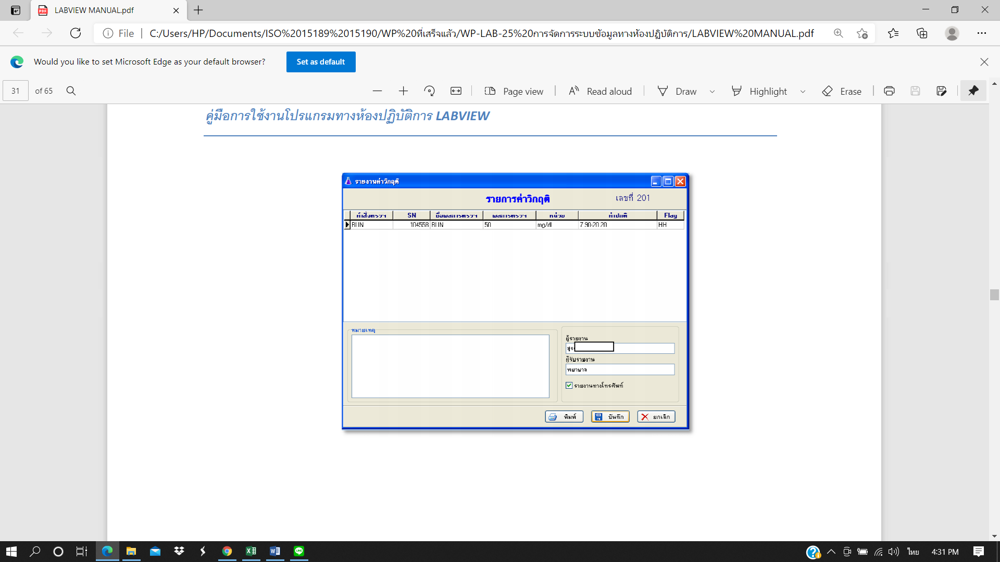 LABVIEW MANUAL.pdf
File | C:/Users/HP/Documents/ISO%2015189%2015190/WP%20ที่เสร็จแล้ว/WP-LAB-25%20การจัดการระบบข้อมูลทางห้องปฏิบัติการ/LABVIEW%20MANUAL.pdf
Would you like to set Microsoft Edge as your default browser? Set as default
31 of 65 Page view Read aloud Draw Highlight Erase
คู่มือการใช้งานโปรแกรมทางห้องปฏิบัติการ LABVIEW
รายงานค่าวิกฤติ
รายการค่าวิกฤติ เลขที่ 201
คำสั่งตรวจ SN ชื่อผลการตรวจ ผลการตรวจ หน่วย ค่าปกติ Flag
BUN 104558 BUN 50 mg/dl 7.90-20.20 HH
หมายเหตุ
ผู้รายงาน
สุร
ผู้รับรายงาน
พยาบาล
รายงานทางโทรศัพท์
พิมพ์ บันทึก ยกเลิก
ไทย 4:31 PM